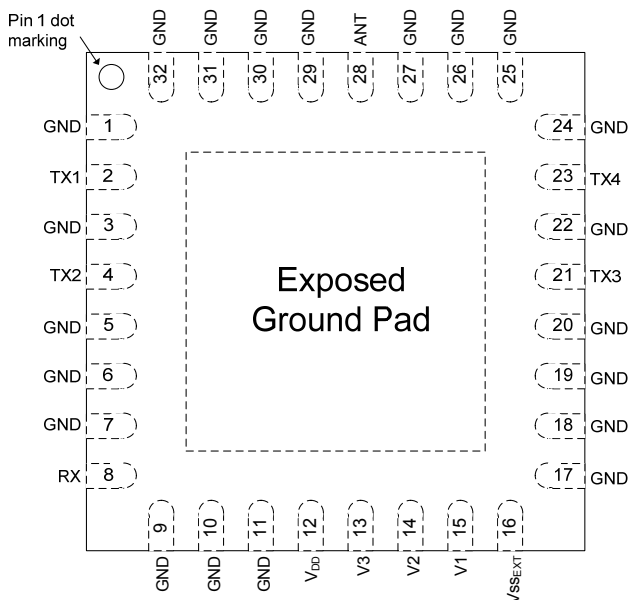 Pin 1 dot
marking
GND GND GND GND ANT GND GND GND
32 31 30 29 28 27 26 25
GND 1
TX1 2
GND 3
TX2 4
GND 5
GND 6
GND 7
RX 8
24 GND
23 TX4
22 GND
21 TX3
20 GND
19 GND
18 GND
17 GND
Exposed
Ground Pad
9 10 11 12 13 14 15 16
GND GND GND VDD V3 V2 V1 VSSEXT